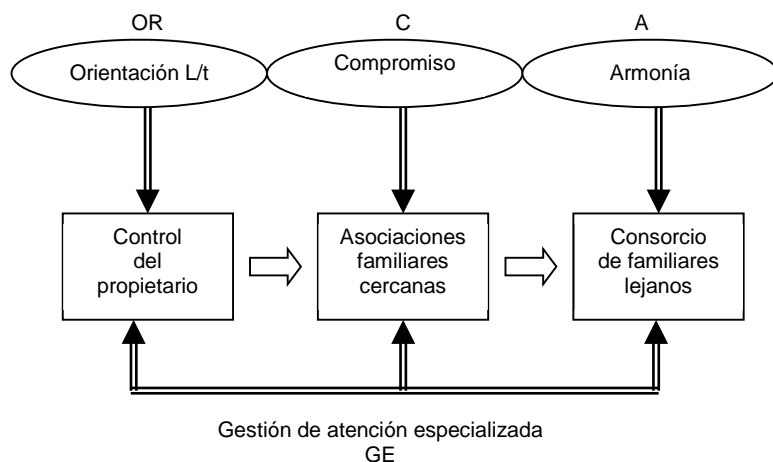 OR
C
A
Orientación L/t
Compromiso
Armonía
Control
del
propietario
Asociaciones
familiares
cercanas
Consorcio
de familiares
lejanos
Gestión de atención especializada
GE